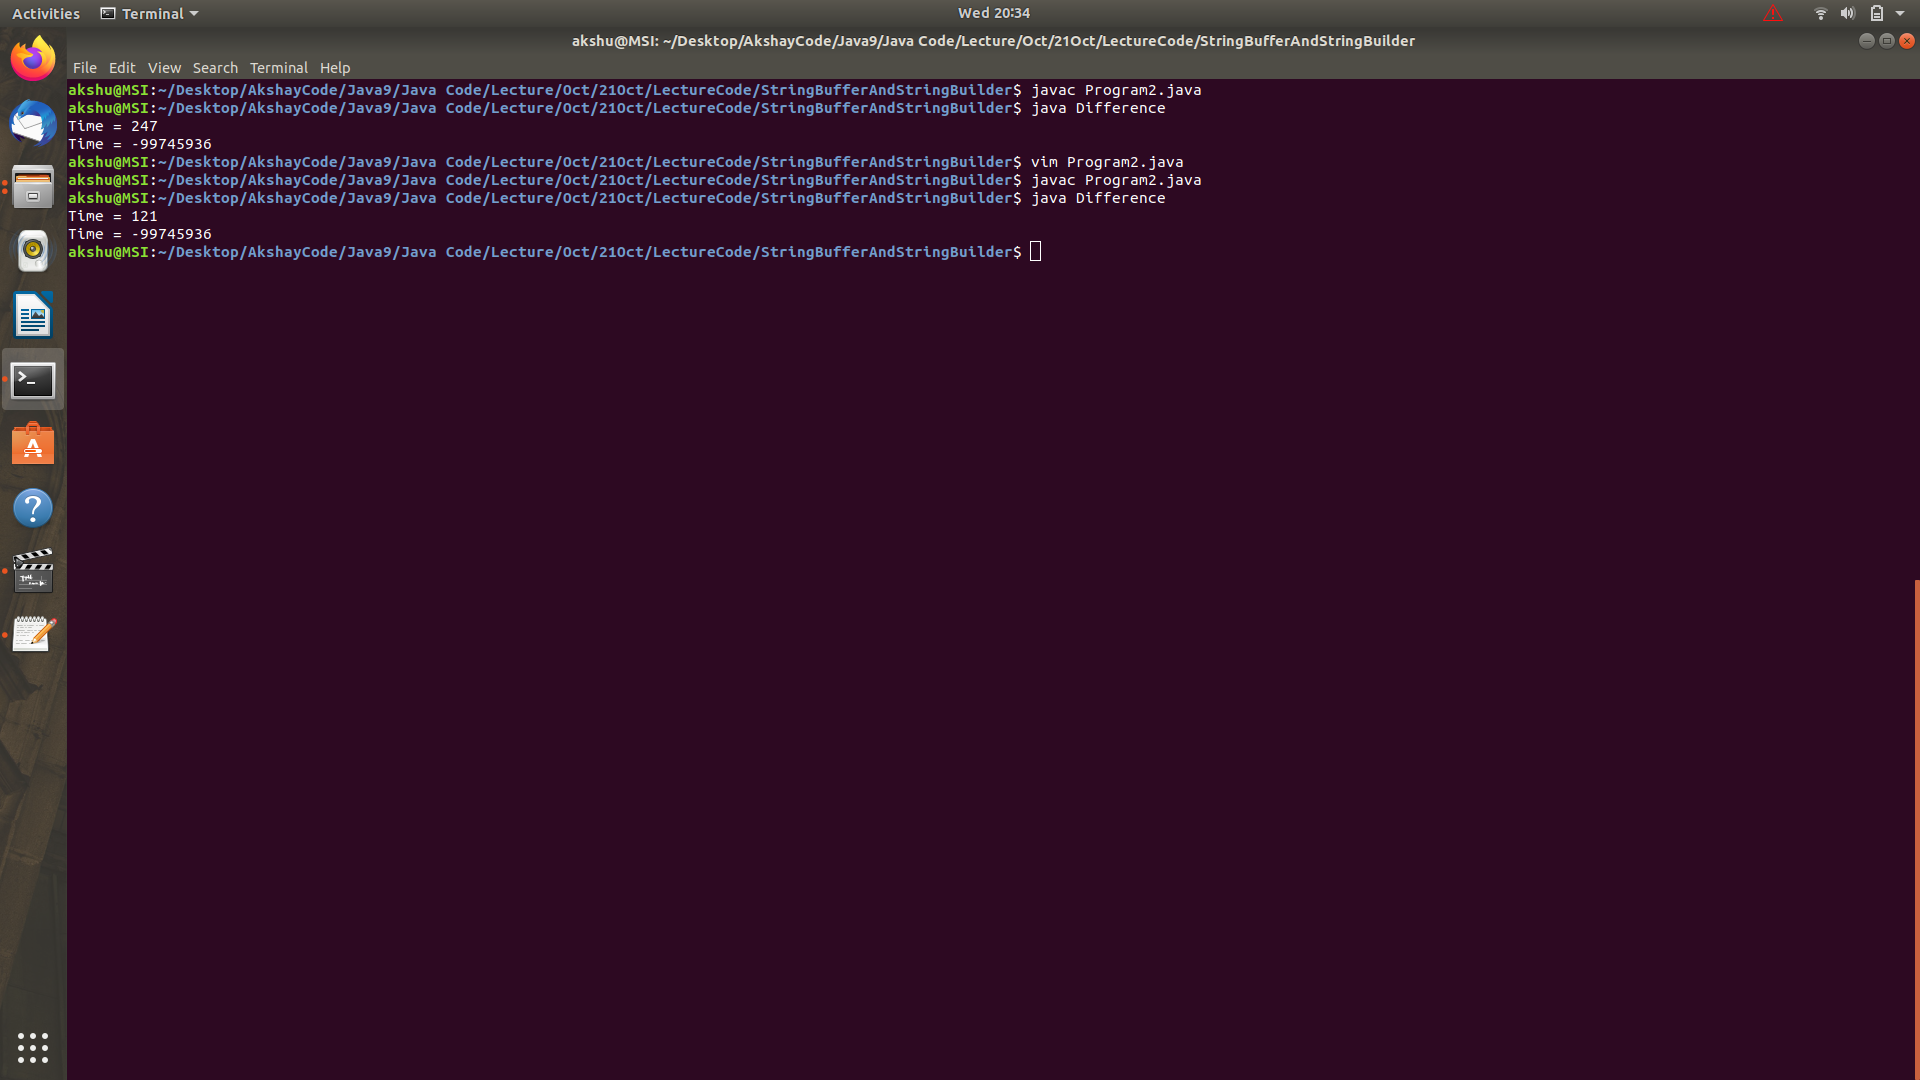 Activities Terminal Wed 20:34
akshu@MSI: ~/Desktop/AkshayCode/Java9/Java Code/Lecture/Oct/21Oct/LectureCode/StringBufferAndStringBuilder
File Edit View Search Terminal Help
akshu@MSI:~/Desktop/AkshayCode/Java9/Java Code/Lecture/Oct/21Oct/LectureCode/StringBufferAndStringBuilder$ javac Program2.java
akshu@MSI:~/Desktop/AkshayCode/Java9/Java Code/Lecture/Oct/21Oct/LectureCode/StringBufferAndStringBuilder$ java Difference
Time = 247
Time = -99745936
akshu@MSI:~/Desktop/AkshayCode/Java9/Java Code/Lecture/Oct/21Oct/LectureCode/StringBufferAndStringBuilder$ vim Program2.java
akshu@MSI:~/Desktop/AkshayCode/Java9/Java Code/Lecture/Oct/21Oct/LectureCode/StringBufferAndStringBuilder$ javac Program2.java
akshu@MSI:~/Desktop/AkshayCode/Java9/Java Code/Lecture/Oct/21Oct/LectureCode/StringBufferAndStringBuilder$ java Difference
Time = 121
Time = -99745936
akshu@MSI:~/Desktop/AkshayCode/Java9/Java Code/Lecture/Oct/21Oct/LectureCode/StringBufferAndStringBuilder$